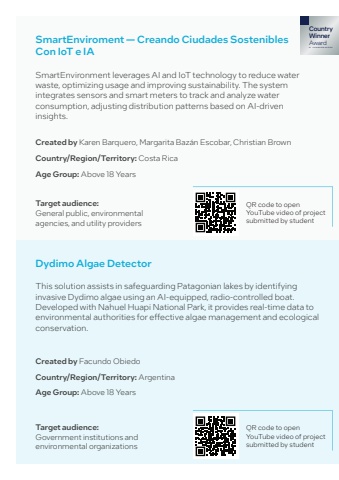 Country
Winner
Award
SmartEnviroment — Creando Ciudades Sostenibles
Con IoT e IA
SmartEnvironment leverages AI and IoT technology to reduce water
waste, optimizing usage and improving sustainability. The system
integrates sensors and smart meters to track and analyze water
consumption, adjusting distribution patterns based on AI-driven
insights.
Created by Karen Barquero, Margarita Bazán Escobar, Christian Brown
Country/Region/Territory: Costa Rica
Age Group: Above 18 Years
Target audience:
General public, environmental
agencies, and utility providers
QR code to open
YouTube video of project
submitted by student
Dydimo Algae Detector
This solution assists in safeguarding Patagonian lakes by identifying
invasive Dydimo algae using an AI-equipped, radio-controlled boat.
Developed with Nahuel Huapi National Park, it provides real-time data to
environmental authorities for effective algae management and ecological
conservation.
Created by Facundo Obiedo
Country/Region/Territory: Argentina
Age Group: Above 18 Years
Target audience:
Government institutions and
environmental organizations
QR code to open
YouTube video of project
submitted by student